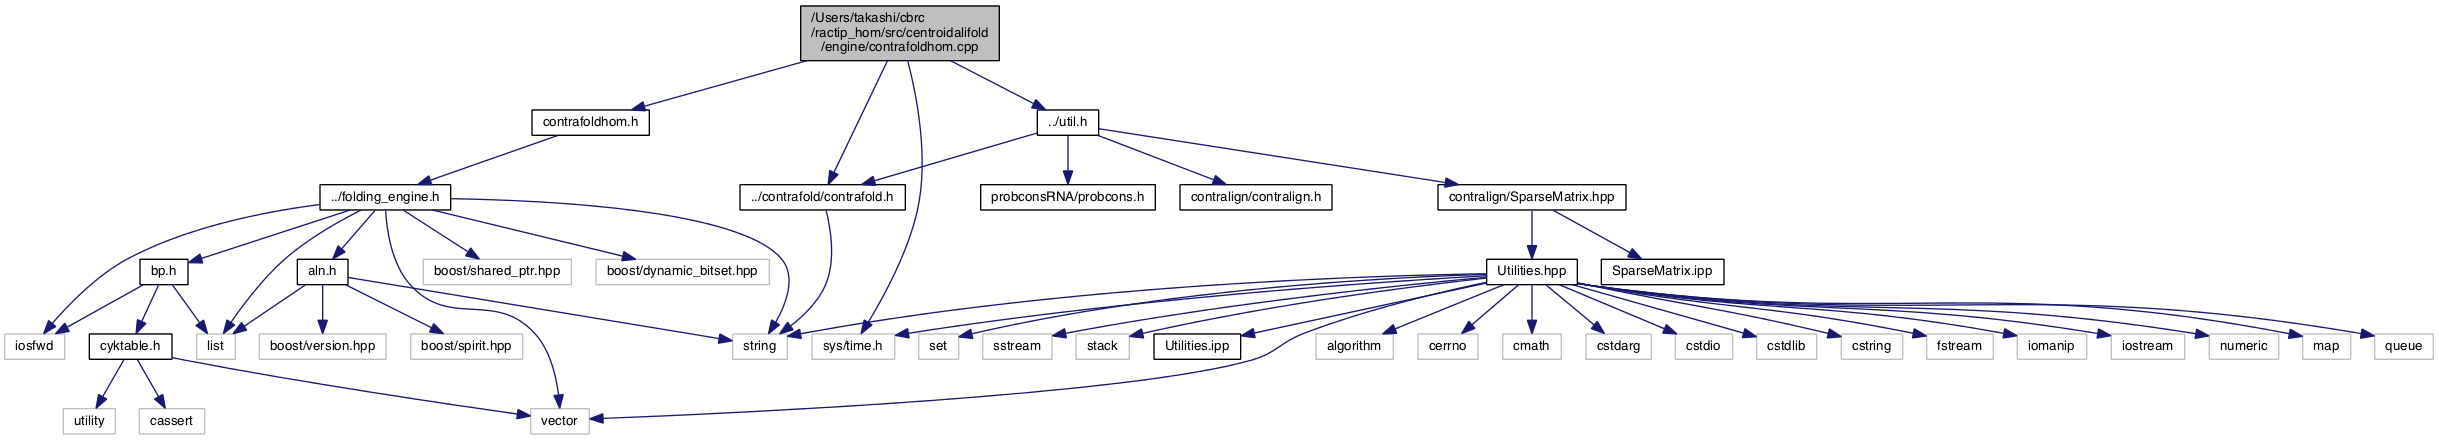 /Users/takashi/cbrc
/ractip_hom/src/centroidalifold
/engine/contrafoldhom.cpp
contrafoldhom.h
../util.h
../folding_engine.h
../contrafold/contrafold.h
probconsRNA/probcons.h
contralign/contralign.h
contralign/SparseMatrix.hpp
bp.h
aln.h
boost/shared_ptr.hpp
boost/dynamic_bitset.hpp
Utilities.hpp
SparseMatrix.ipp
iosfwd
cyktable.h
list
boost/version.hpp
boost/spirit.hpp
string
sys/time.h
set
sstream
stack
Utilities.ipp
algorithm
cerrno
cmath
cstdarg
cstdio
cstdlib
cstring
fstream
iomanip
iostream
numeric
map
queue
utility
cassert
vector